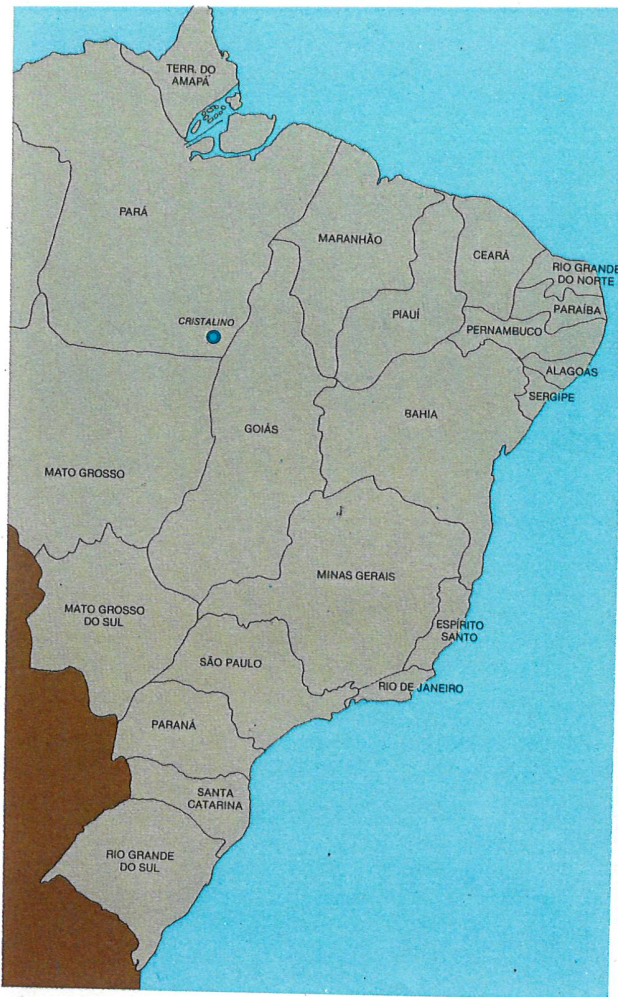 TERR. DO
AMAPÁ
PARÁ
MARANHÃO
CEARÁ
RIO GRANDE
DO NORTE
PARAÍBA
PIAUÍ
PERNAMBUCO
CRISTALINO
ALAGOAS
SERGIPE
BAHIA
GOIÁS
MATO GROSSO
MINAS GERAIS
MATO GROSSO
DO SUL
ESPÍRITO
SANTO
SÃO PAULO
RIO DE JANEIRO
PARANÁ
SANTA
CATARINA
RIO GRANDE
DO SUL